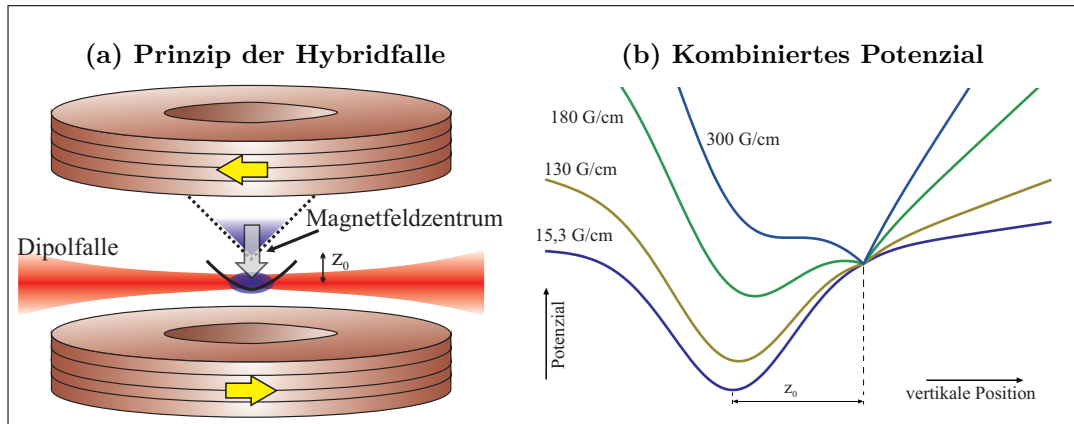 (a) Prinzip der Hybridfalle
Magnetfeldzentrum
Dipolfalle
z₀
(b) Kombiniertes Potenzial
180 G/cm
300 G/cm
130 G/cm
15,3 G/cm
Potenzial
z₀
vertikale Position